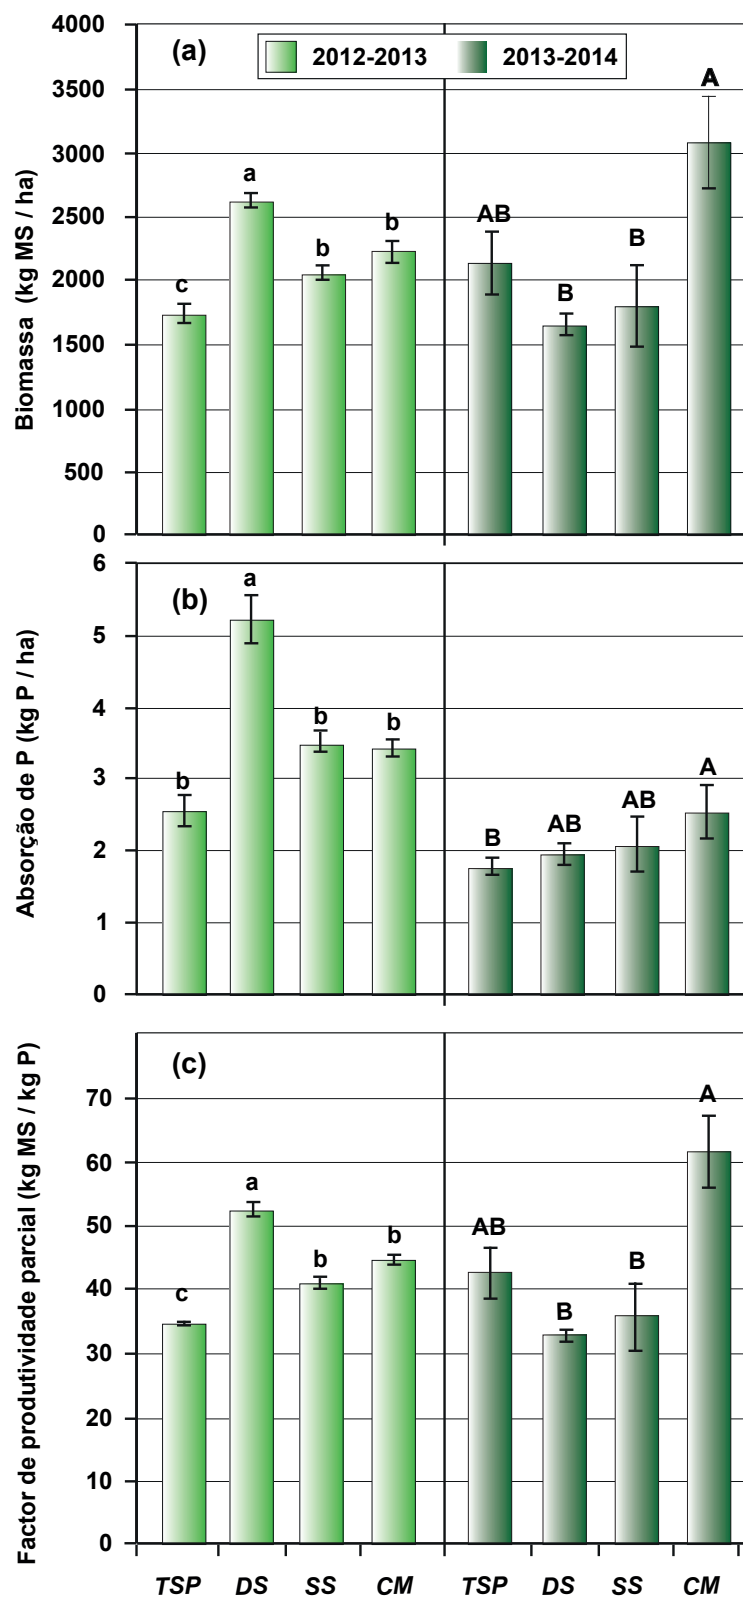 4000
(a)
2012-2013
2013-2014
3500
A
3000
a
2500
AB
b
b
B
2000
c
B
1500
1000
500
0
Biomassa (kg MS / ha)
6
(b)
a
5
4
b
b
3
b
A
AB
AB
B
2
1
0
Absorção de P (kg P / ha)
(c)
70
A
60
a
50
AB
b
b
B
40
c
B
30
20
10
0
Factor de produtividade parcial (kg MS / kg P)
TSP DS SS CM TSP DS SS CM